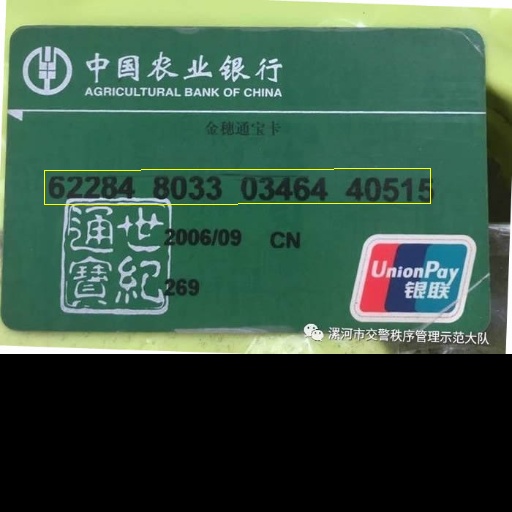 中国农业银行
AGRICULTURAL BANK OF CHINA
金穗通宝卡
62284 8033 03464 40515
世紀
通寶
2006/09 CN
269
UnionPay
银联
漯河市交警秩序管理示范大队